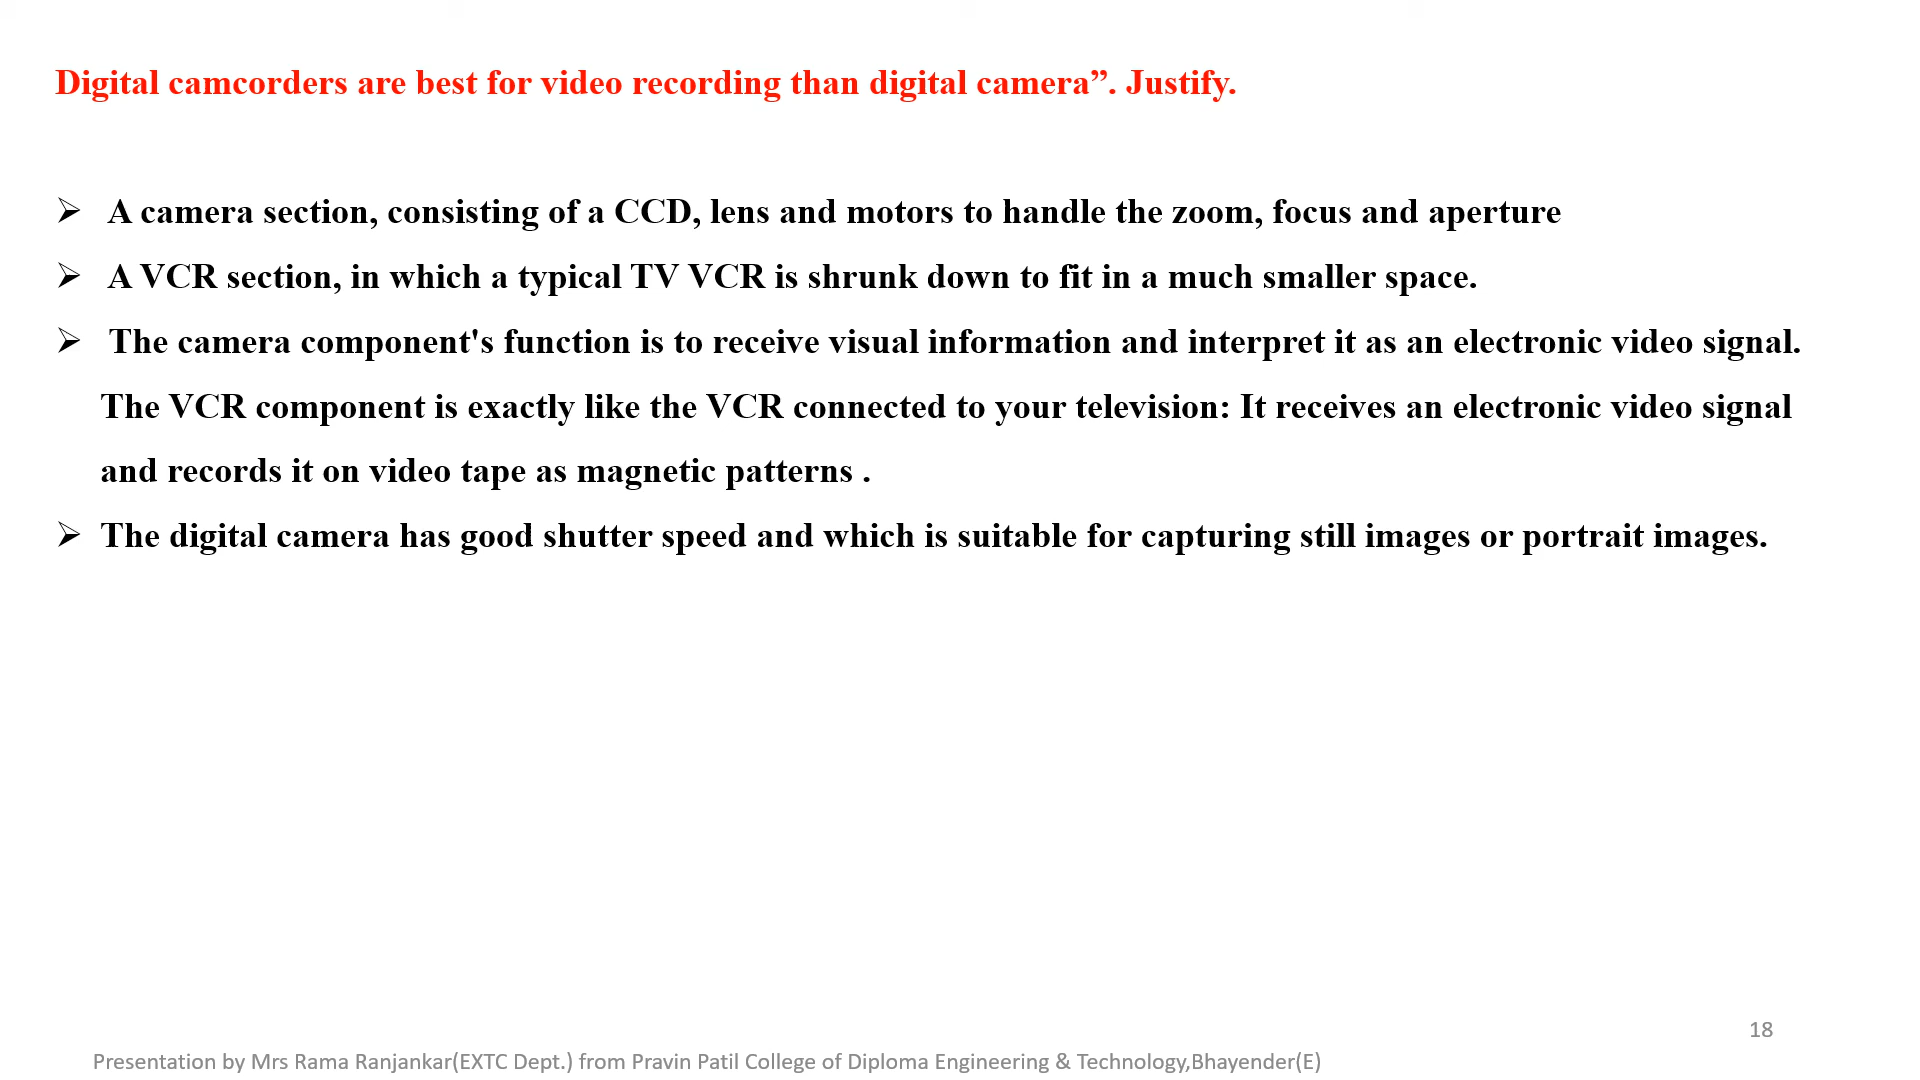 Digital camcorders are best for video recording than digital camera”. Justify.
➢ A camera section, consisting of a CCD, lens and motors to handle the zoom, focus and aperture
➢ A VCR section, in which a typical TV VCR is shrunk down to fit in a much smaller space.
➢ The camera component's function is to receive visual information and interpret it as an electronic video signal.
The VCR component is exactly like the VCR connected to your television: It receives an electronic video signal
and records it on video tape as magnetic patterns .
➢ The digital camera has good shutter speed and which is suitable for capturing still images or portrait images.
18
Presentation by Mrs Rama Ranjankar(EXTC Dept.) from Pravin Patil College of Diploma Engineering & Technology,Bhayender(E)